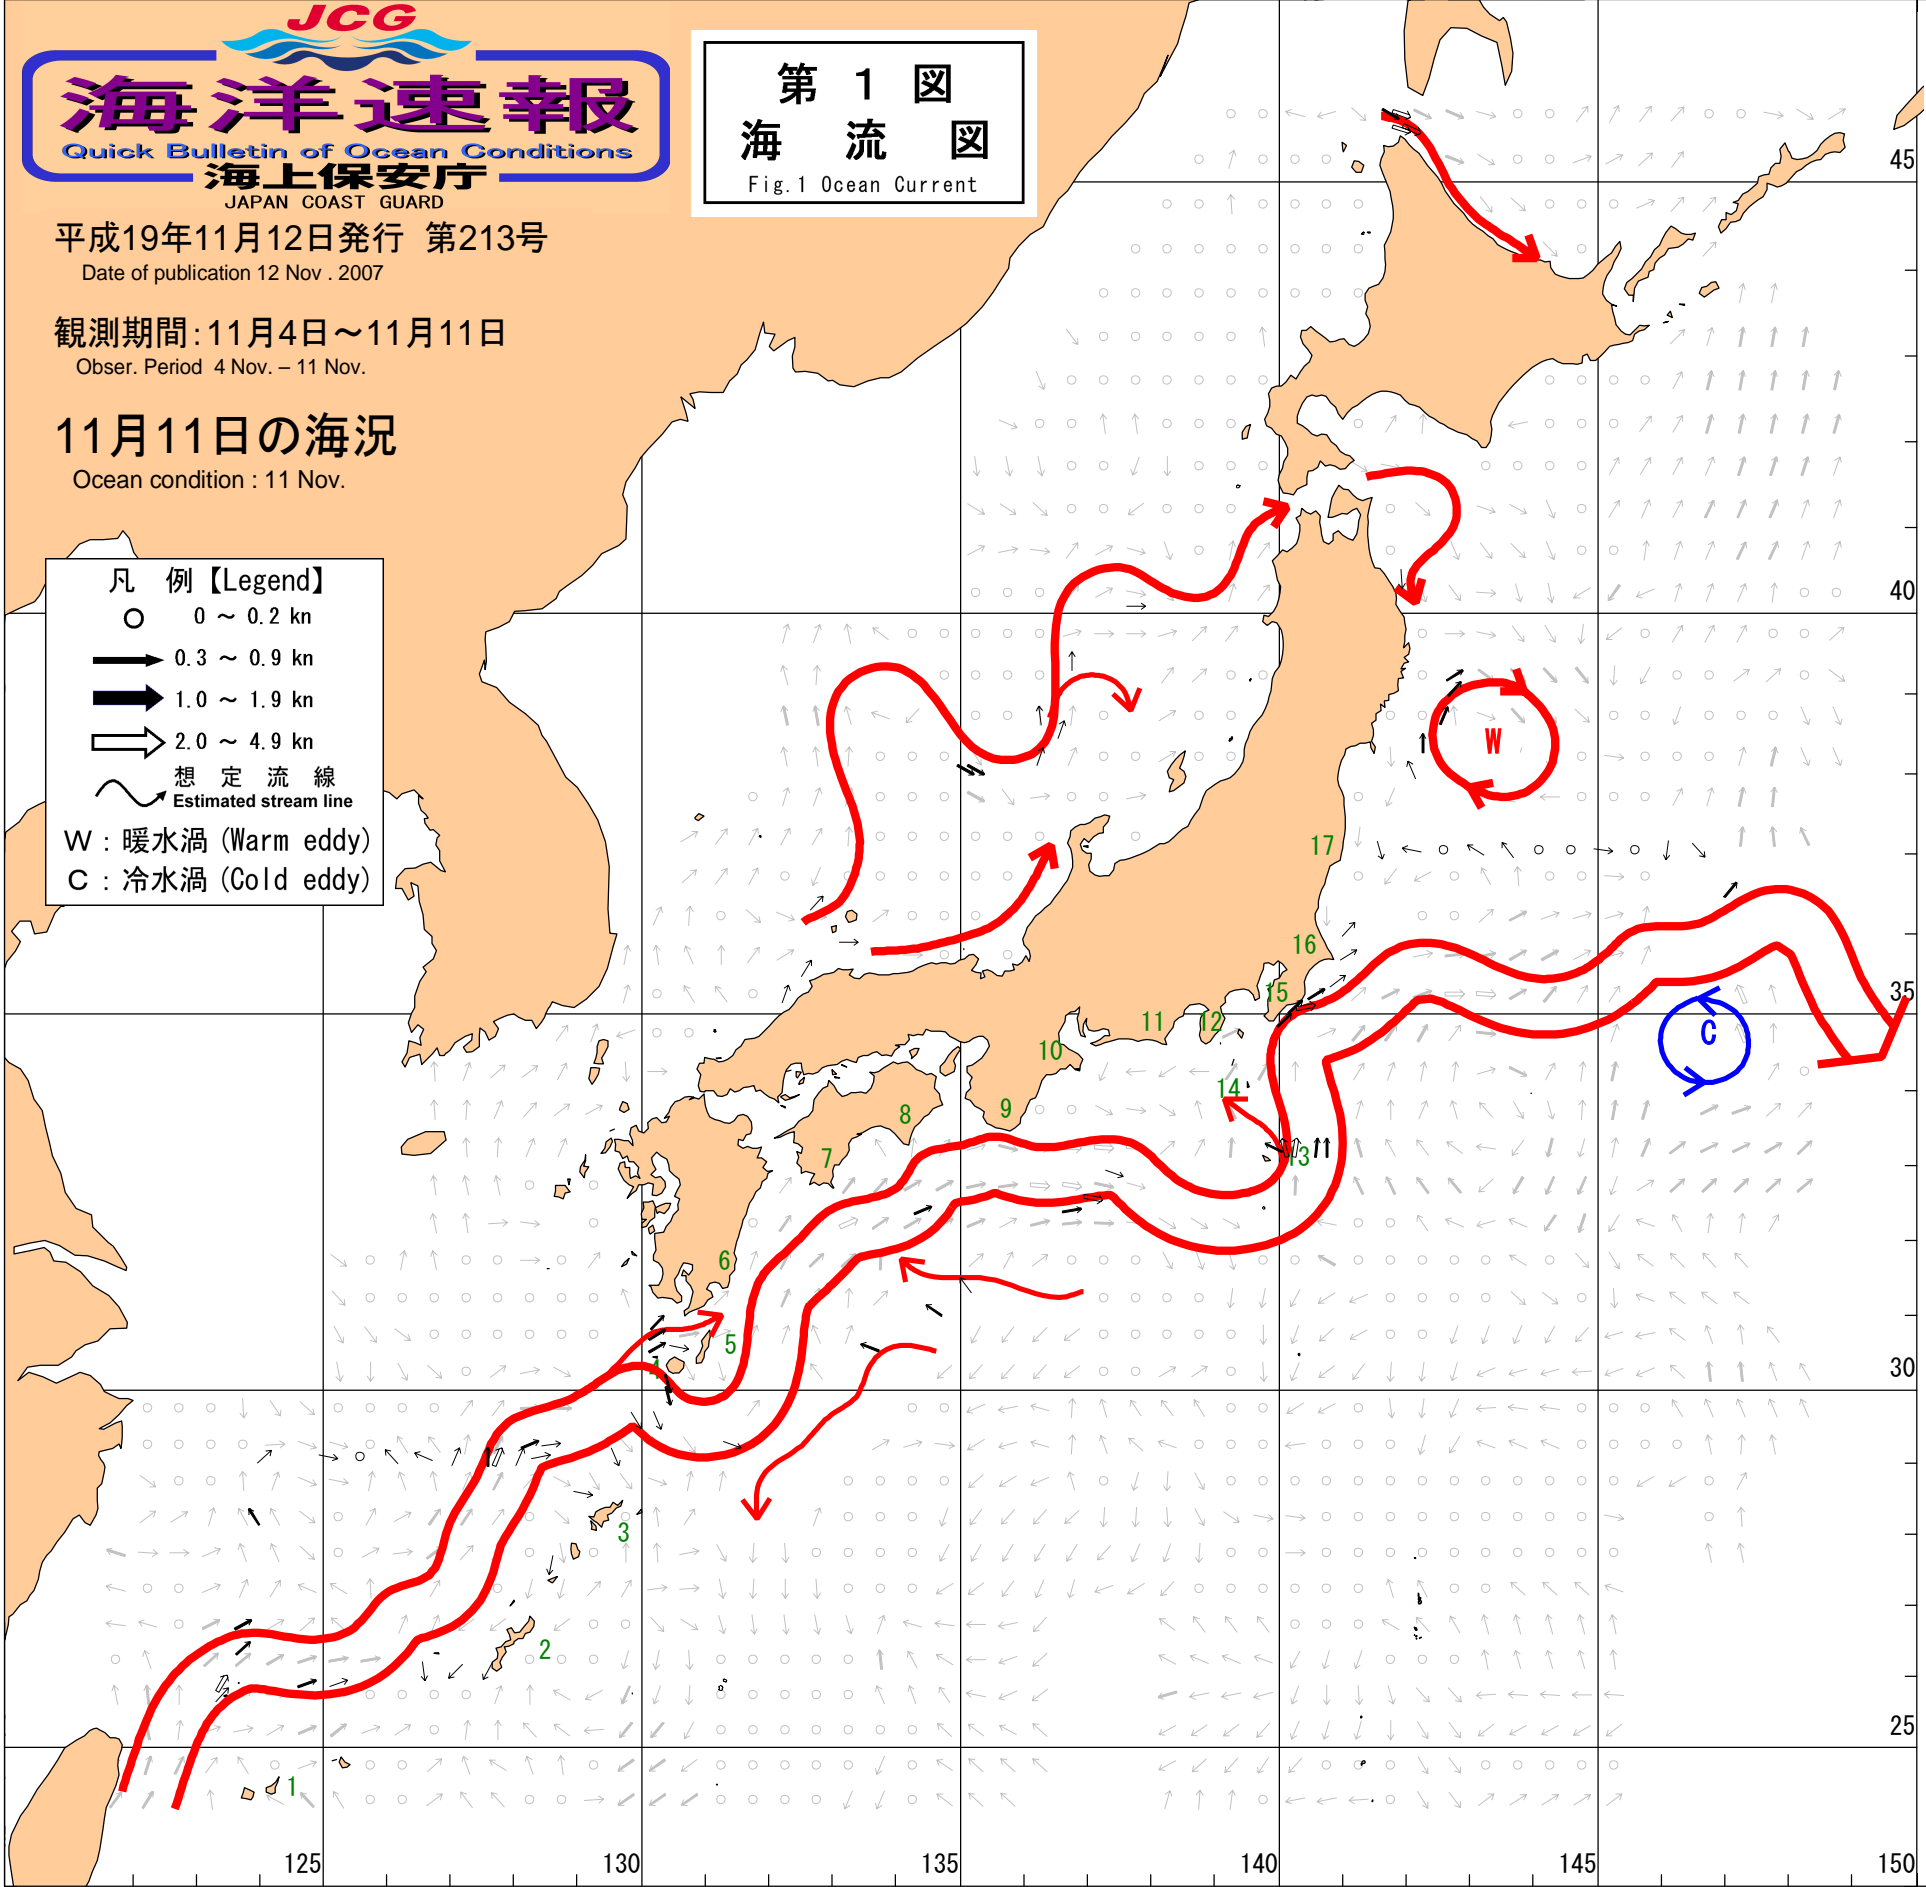 JCG
海洋速報
Quick Bulletin of Ocean Conditions
海上保安庁
JAPAN COAST GUARD
平成19年11月12日発行 第213号
Date of publication 12 Nov . 2007
観測期間:11月4日～11月11日
Obser. Period 4 Nov. – 11 Nov.
11月11日の海況
Ocean condition : 11 Nov.
第 1 図
海 流 図
Fig.1 Ocean Current
凡 例【Legend】
0 ～ 0.2 kn
0.3 ～ 0.9 kn
1.0 ～ 1.9 kn
2.0 ～ 4.9 kn
想 定 流 線
Estimated stream line
W : 暖水渦 (Warm eddy)
C : 冷水渦 (Cold eddy)
45
40
W
17
16
15
35
11
12
C
10
14
8
9
7
13
6
5
4
30
3
2
25
1
125
130
135
140
145
150